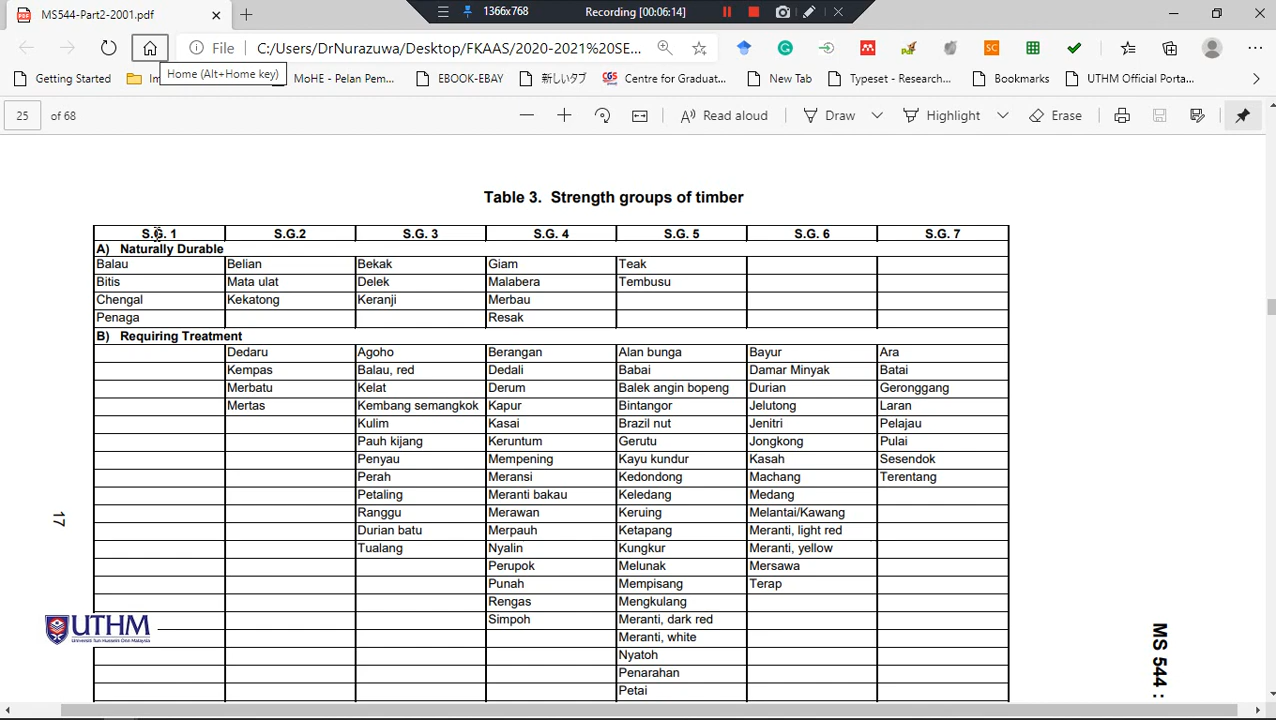 MS544-Part2-2001.pdf
1366x768
Recording [00:06:14]
File
C:/Users/DrNurazuwa/Desktop/FKAAS/2020-2021%20SE...
Getting Started
Im
MoHE - Pelan Pem...
EBOOK-EBAY
新しいタブ
CGS
Centre for Graduat...
New Tab
Typeset - Research...
Bookmarks
UTHM Official Porta...
Home (Alt+Home key)
25 of 68
Read aloud
Draw
Highlight
Erase
Table 3. Strength groups of timber
S.G. 1 S.G.2 S.G. 3 S.G. 4 S.G. 5 S.G. 6 S.G. 7
A) Naturally Durable
Balau Belian Bekak Giam Teak
Bitis Mata ulat Delek Malabera Tembusu
Chengal Kekatong Keranji Merbau
Penaga Resak
B) Requiring Treatment
Dedaru Agoho Berangan Alan bunga Bayur Ara
Kempas Balau, red Dedali Babai Damar Minyak Batai
Merbatu Kelat Derum Balek angin bopeng Durian Geronggang
Mertas Kembang semangkok Kapur Bintangor Jelutong Laran
Kulim Kasai Brazil nut Jenitri Pelajau
Pauh kijang Keruntum Gerutu Jongkong Pulai
Penyau Mempening Kayu kundur Kasah Sesendok
Perah Meransi Kedondong Machang Terentang
Petaling Meranti bakau Keledang Medang
Ranggu Merawan Keruing Melantai/Kawang
Durian batu Merpauh Ketapang Meranti, light red
Tualang Nyalin Kungkur Meranti, yellow
Perupok Melunak Mersawa
Punah Mempisang Terap
Rengas Mengkulang
Simpoh Meranti, dark red
Meranti, white
Nyatoh
Penarahan
Petai
17
UTHM
Universiti Tun Hussein Onn Malaysia
MS 544 :